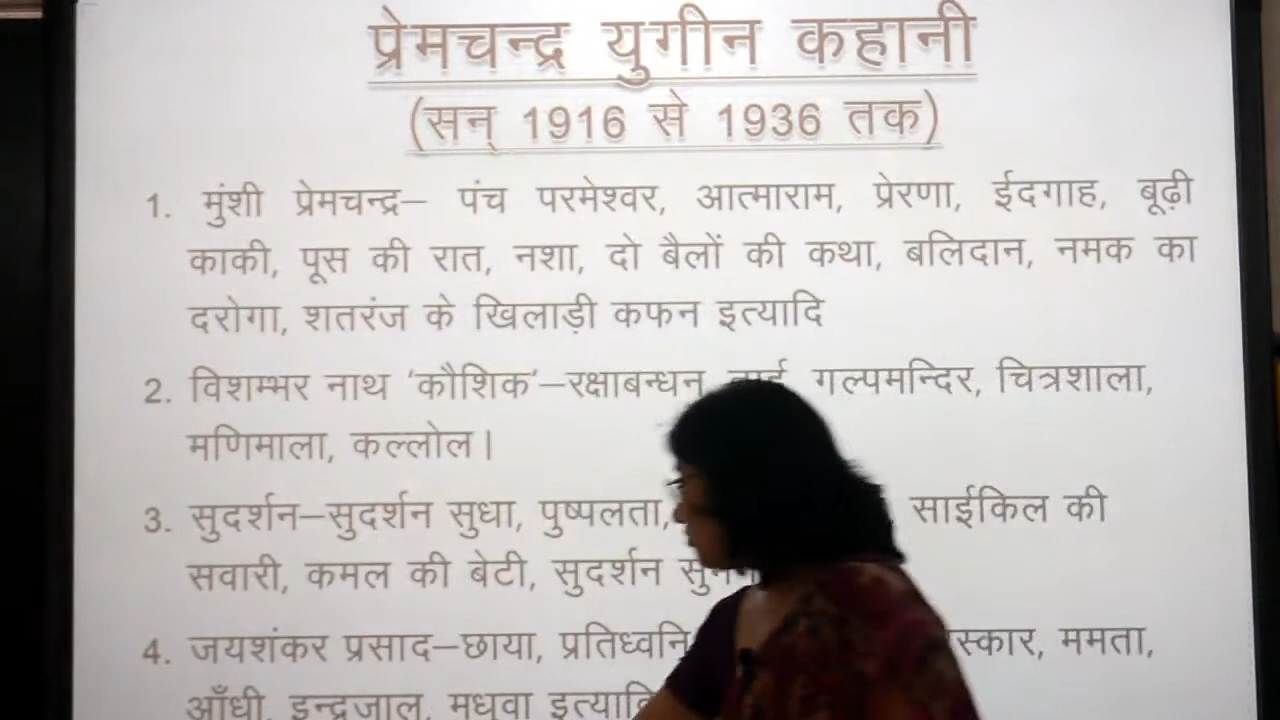 प्रेमचन्द्र युगीन कहानी
(सन् 1916 से 1936 तक)
1. मुंशी प्रेमचन्द्र– पंच परमेश्वर, आत्माराम, प्रेरणा, ईदगाह, बूढ़ी
काकी, पूस की रात, नशा, दो बैलों की कथा, बलिदान, नमक का
दरोगा, शतरंज के खिलाड़ी कफन इत्यादि
2. विशम्भर नाथ 'कौशिक'–रक्षाबन्धन गल्पमन्दिर, चित्रशाला,
मणिमाला, कल्लोल।
3. सुदर्शन–सुदर्शन सुधा, पुष्पलता, साईकिल की
सवारी, कमल की बेटी, सुदर्शन
4. जयशंकर प्रसाद–छाया, प्रतिध्वनि ममता,
आँधी, इन्द्रजाल, मधुवा इत्यादि